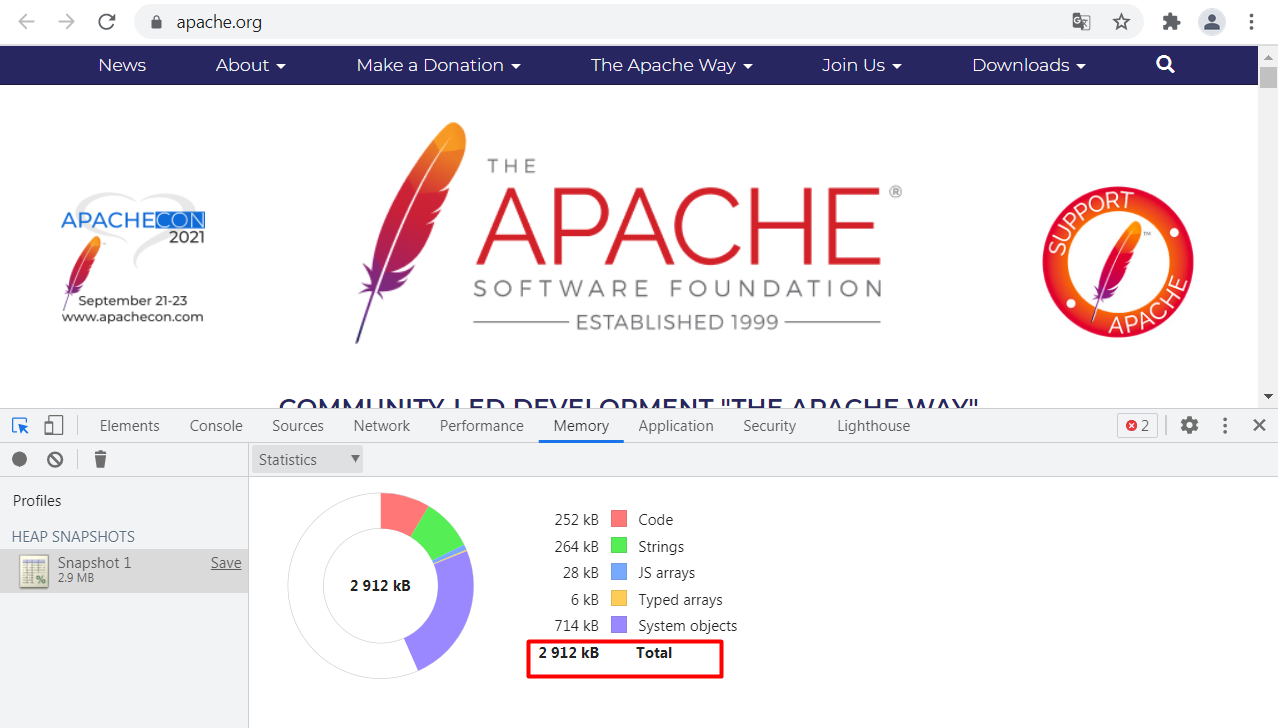 apache.org
News About Make a Donation The Apache Way Join Us Downloads
THE
APACHE®
SOFTWARE FOUNDATION
ESTABLISHED 1999
APACHECON
2021
September 21-23
www.apachecon.com
SUPPORT
APACHE
™
COMMUNITY-LED DEVELOPMENT "THE APACHE WAY"
Elements Console Sources Network Performance Memory Application Security Lighthouse 2
Statistics
Profiles
HEAP SNAPSHOTS
Snapshot 1 Save
2.9 MB
2 912 kB
252 kB Code
264 kB Strings
28 kB JS arrays
6 kB Typed arrays
714 kB System objects
2 912 kB Total